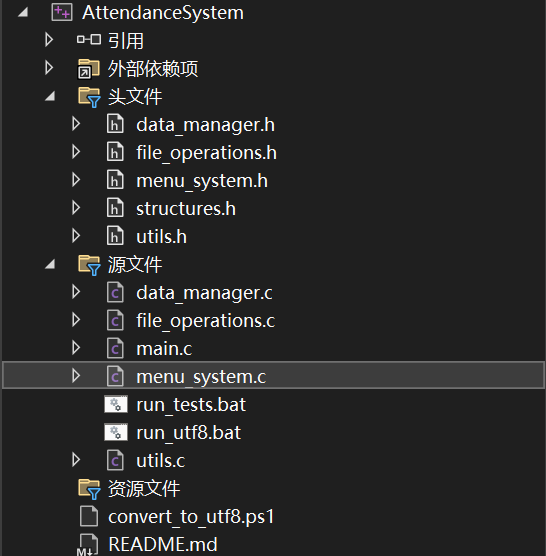 AttendanceSystem
引用
外部依赖项
头文件
data_manager.h
file_operations.h
menu_system.h
structures.h
utils.h
源文件
data_manager.c
file_operations.c
main.c
menu_system.c
run_tests.bat
run_utf8.bat
utils.c
资源文件
convert_to_utf8.ps1
README.md